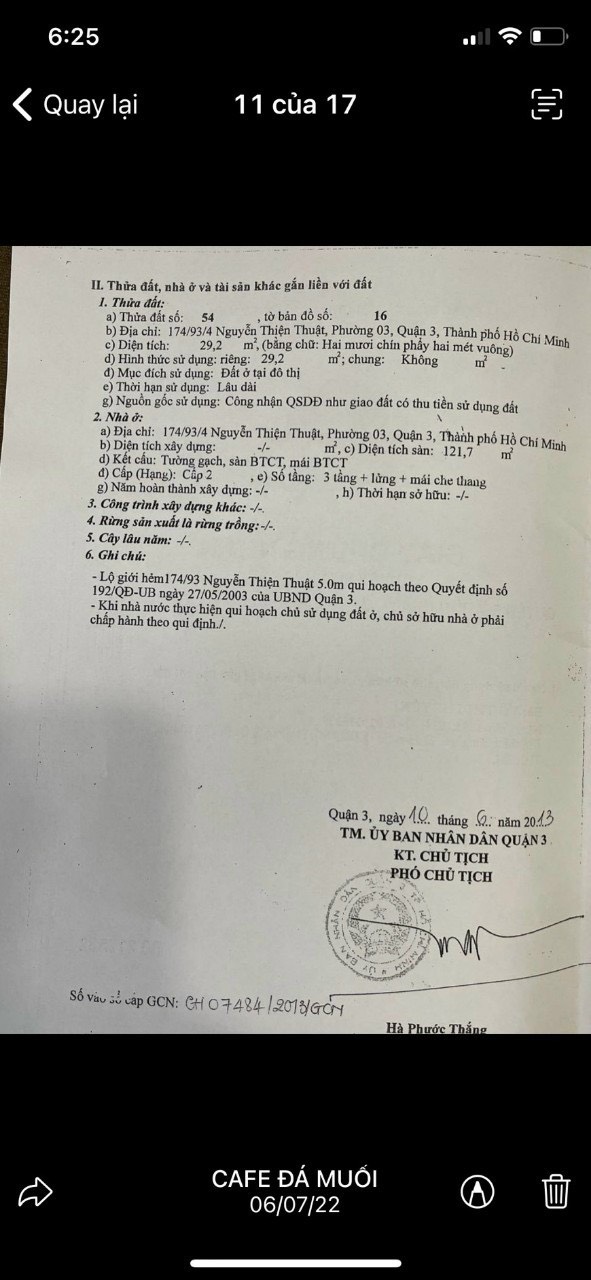 6:25
Quay lại
11 của 17
II. Thửa đất, nhà ở và tài sản khác gắn liền với đất
1. Thửa đất:
a) Thửa đất số: 54 , tờ bản đồ số: 16
b) Địa chỉ: 174/93/4 Nguyễn Thiện Thuật, Phường 03, Quận 3, Thành phố Hồ Chí Minh
c) Diện tích: 29,2 m², (bằng chữ: Hai mươi chín phẩy hai mét vuông)
d) Hình thức sử dụng: riêng: 29,2 m²; chung: Không m²
đ) Mục đích sử dụng: Đất ở tại đô thị
e) Thời hạn sử dụng: Lâu dài
g) Nguồn gốc sử dụng: Công nhận QSDĐ như giao đất có thu tiền sử dụng đất
2. Nhà ở:
a) Địa chỉ: 174/93/4 Nguyễn Thiện Thuật, Phường 03, Quận 3, Thành phố Hồ Chí Minh
b) Diện tích xây dựng: -/- m², c) Diện tích sàn: 121,7 m²
d) Kết cấu: Tường gạch, sàn BTCT, mái BTCT
đ) Cấp (Hạng): Cấp 2 , e) Số tầng: 3 tầng + lửng + mái che thang
g) Năm hoàn thành xây dựng: -/- , h) Thời hạn sở hữu: -/-
3. Công trình xây dựng khác: -/-.
4. Rừng sản xuất là rừng trồng: -/-.
5. Cây lâu năm: -/-.
6. Ghi chú:
- Lộ giới hẻm174/93 Nguyễn Thiện Thuật 5.0m qui hoạch theo Quyết định số
192/QĐ-UB ngày 27/05/2003 của UBND Quận 3.
- Khi nhà nước thực hiện qui hoạch chủ sử dụng đất ở, chủ sở hữu nhà ở phải
chấp hành theo qui định./.
Quận 3, ngày 10 tháng 6 năm 2013
TM. ỦY BAN NHÂN DÂN QUẬN 3
KT. CHỦ TỊCH
PHÓ CHỦ TỊCH
Số vào sổ cấp GCN: CH07484/2013/GCN
Hà Phước Thắng
CAFE ĐÁ MUỐI
06/07/22